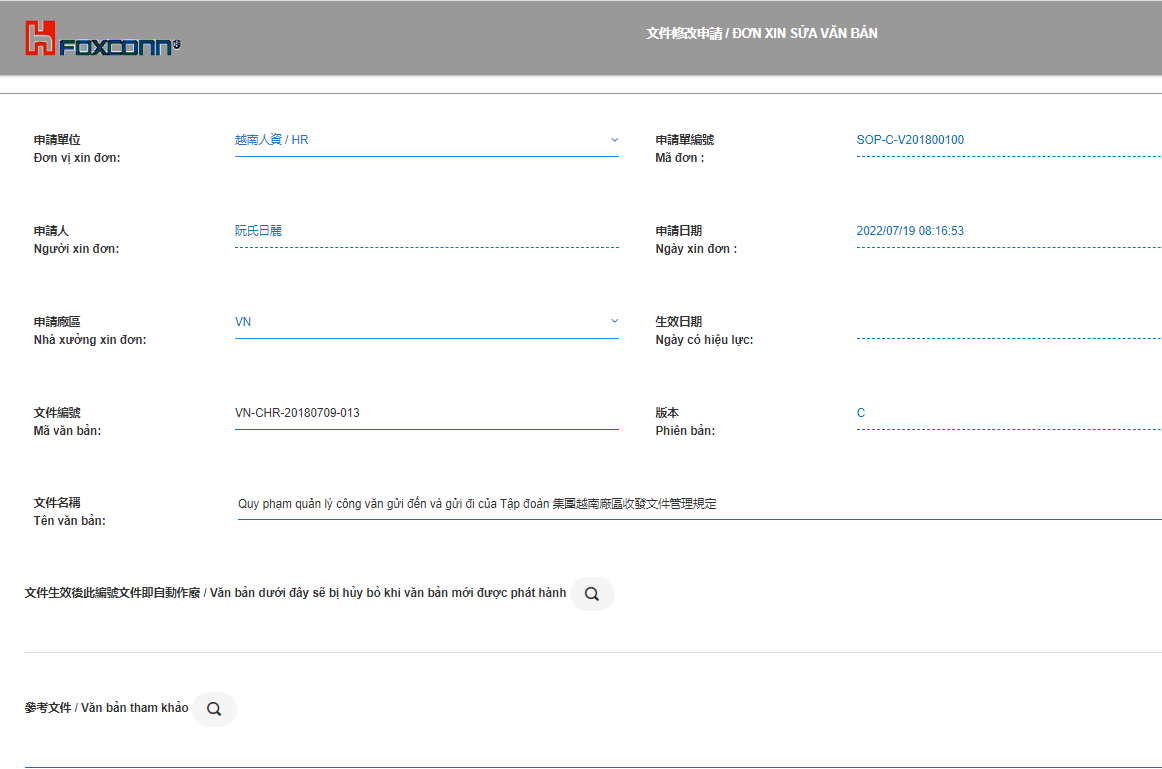 FOXCONN®
文件修改申請 / ĐƠN XIN SỬA VĂN BẢN
申請單位
Đơn vị xin đơn:
越南人資 / HR
申請單編號
Mã đơn :
SOP-C-V201800100
申請人
Người xin đơn:
阮氏日麗
申請日期
Ngày xin đơn :
2022/07/19 08:16:53
申請廠區
Nhà xưởng xin đơn:
VN
生效日期
Ngày có hiệu lực:
文件編號
Mã văn bản:
VN-CHR-20180709-013
版本
Phiên bản:
C
文件名稱
Tên văn bản:
Quy phạm quản lý công văn gửi đến và gửi đi của Tập đoàn 集團越南廠區收發文件管理規定
文件生效後此編號文件即自動作廢 / Văn bản dưới đây sẽ bị hủy bỏ khi văn bản mới được phát hành
參考文件 / Văn bản tham khảo